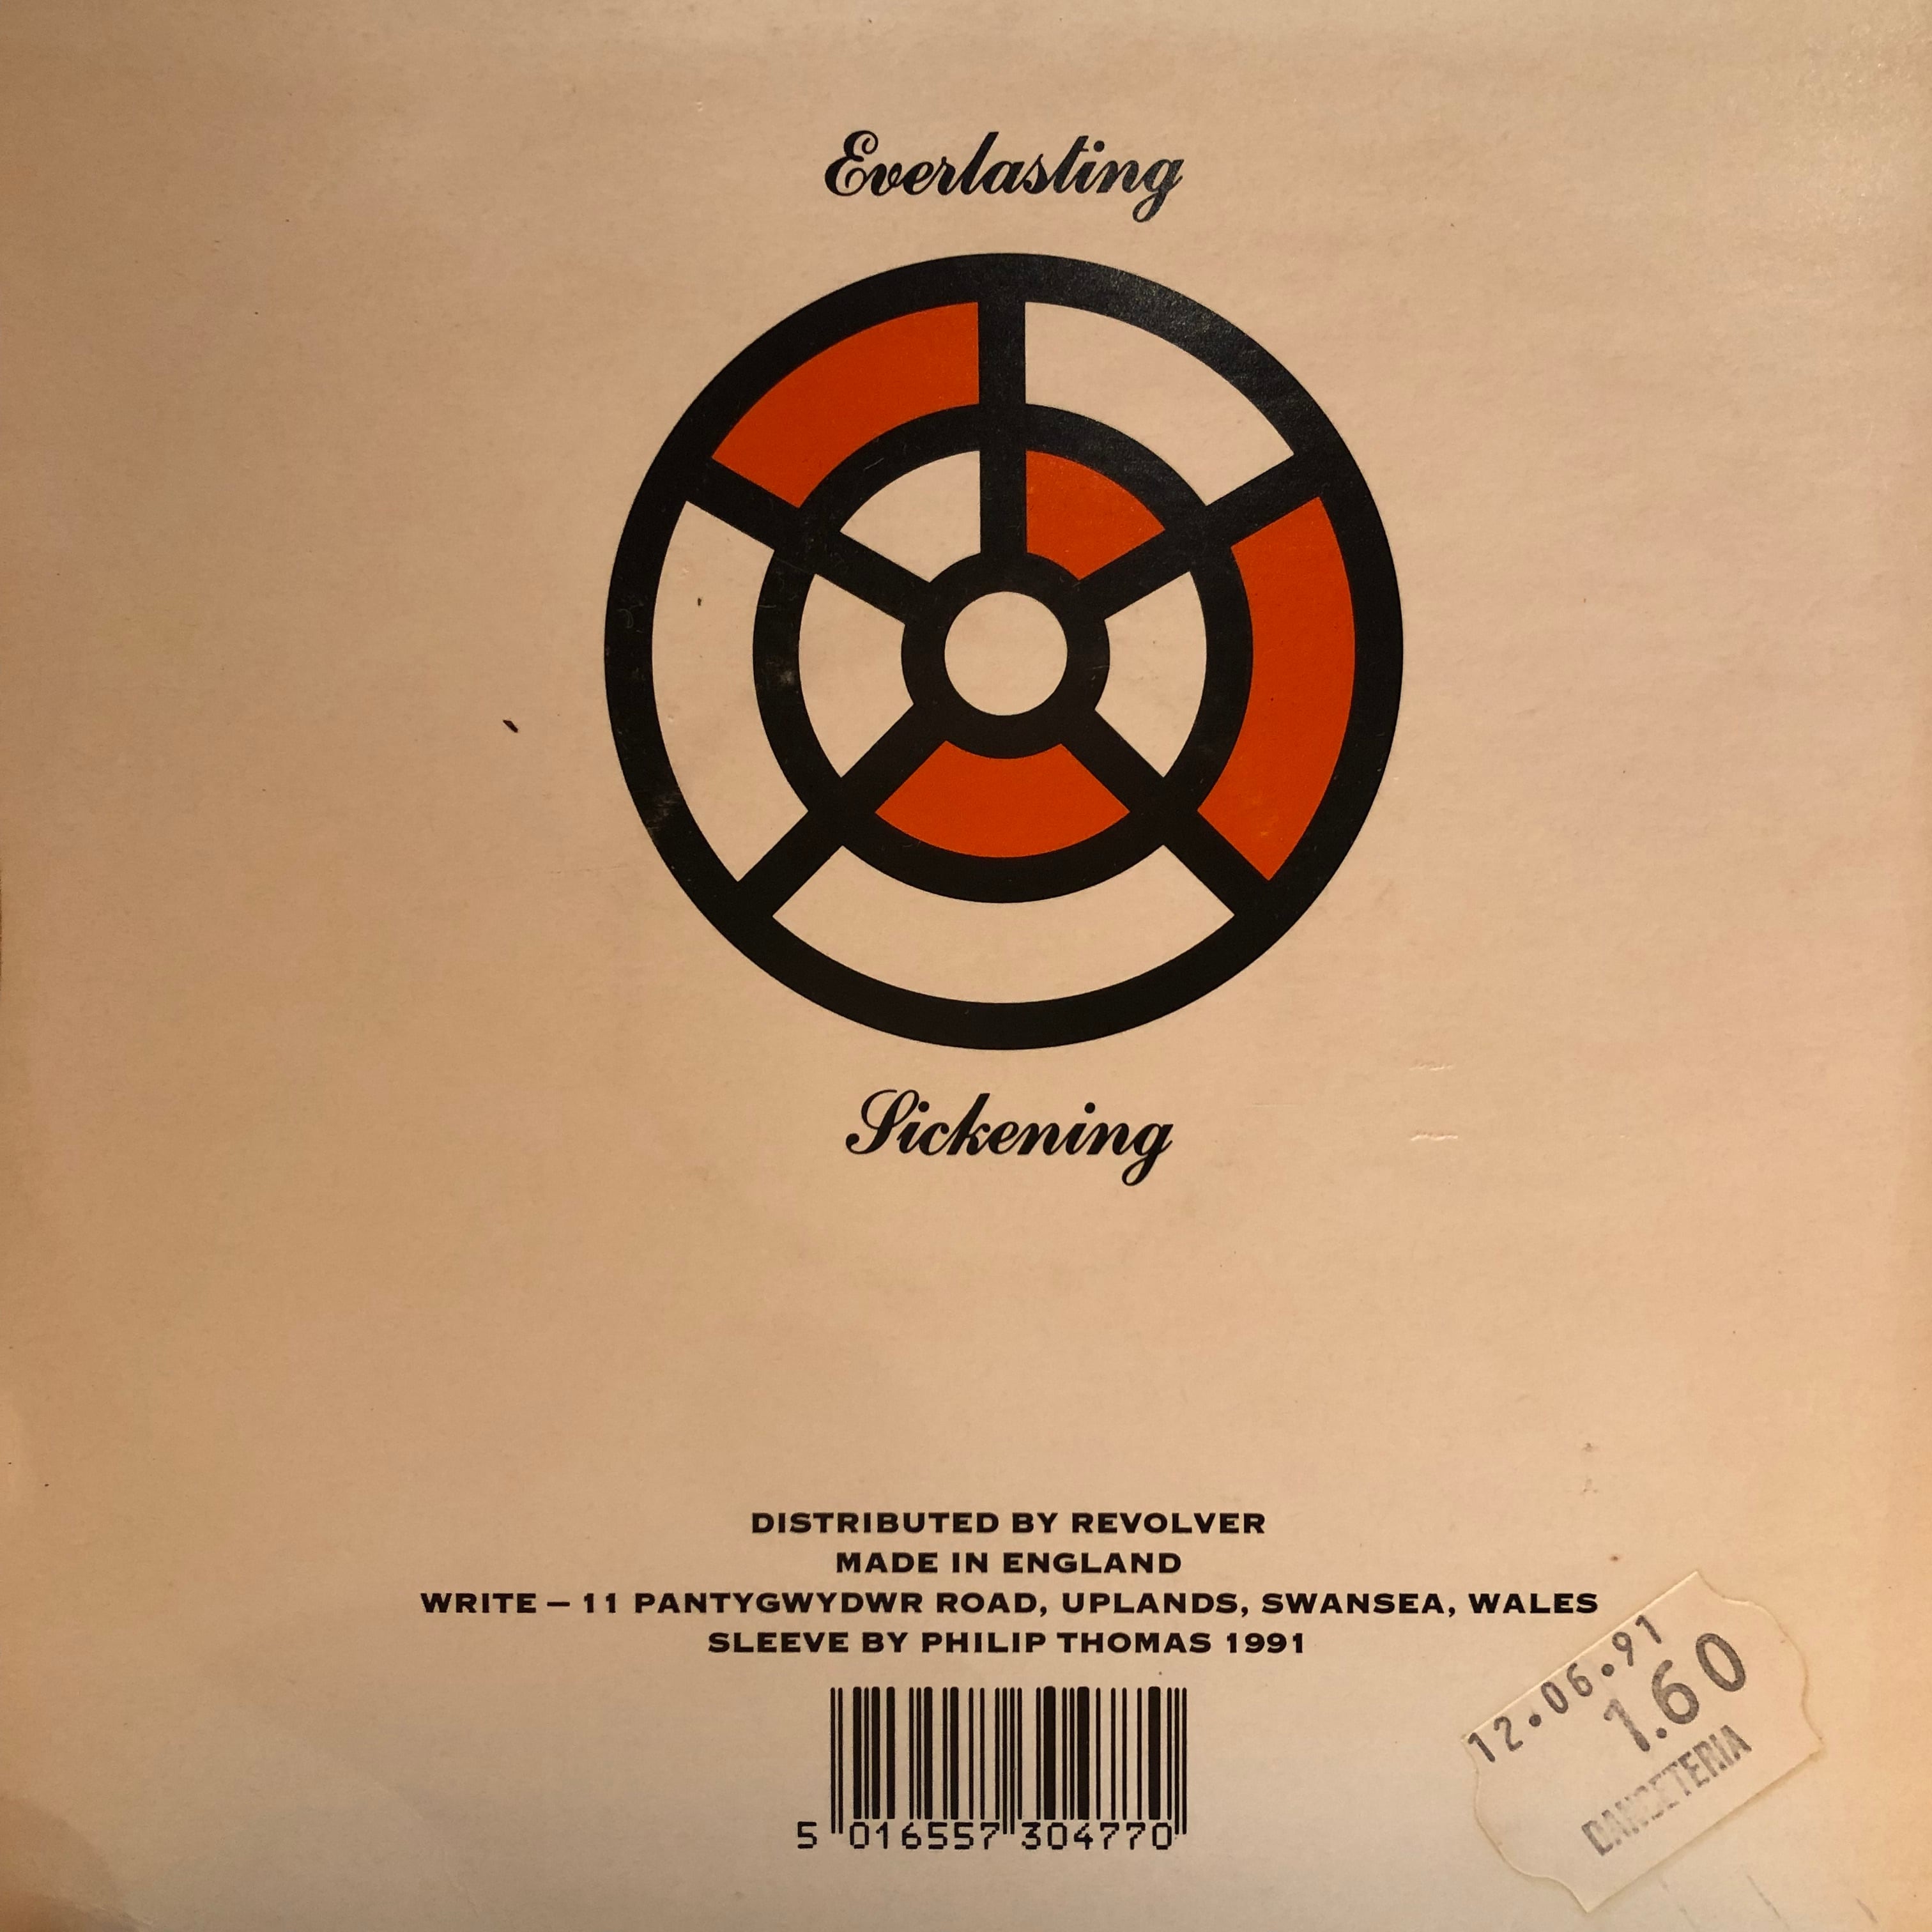 Everlasting
Sickening
DISTRIBUTED BY REVOLVER
MADE IN ENGLAND
WRITE – 11 PANTYGWYDWR ROAD, UPLANDS, SWANSEA, WALES
SLEEVE BY PHILIP THOMAS 1991
5 016557 304770
12•06•91
1.60
DANCETERIA